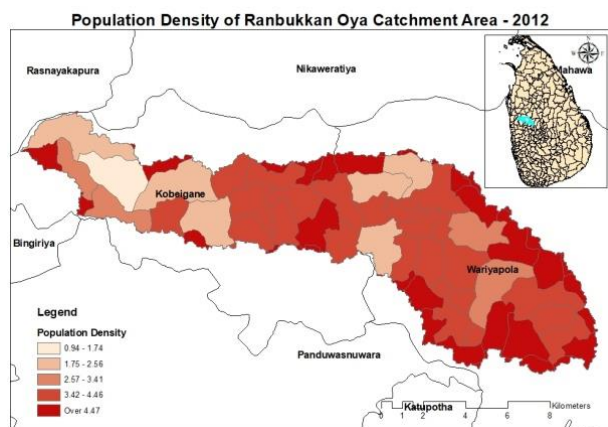 Population Density of Ranbukkan Oya Catchment Area - 2012
Rasnayakapura
Nikaweratiya
Mahawa
N
W
E
S
Kobeigane
Bingiriya
Wariyapola
Legend
Population Density
0.94 - 1.74
1.75 - 2.56
2.57 - 3.41
3.42 - 4.46
Over 4.47
Panduwasnuwara
Katupotha
Kilometers
0 1 2 4 6 8